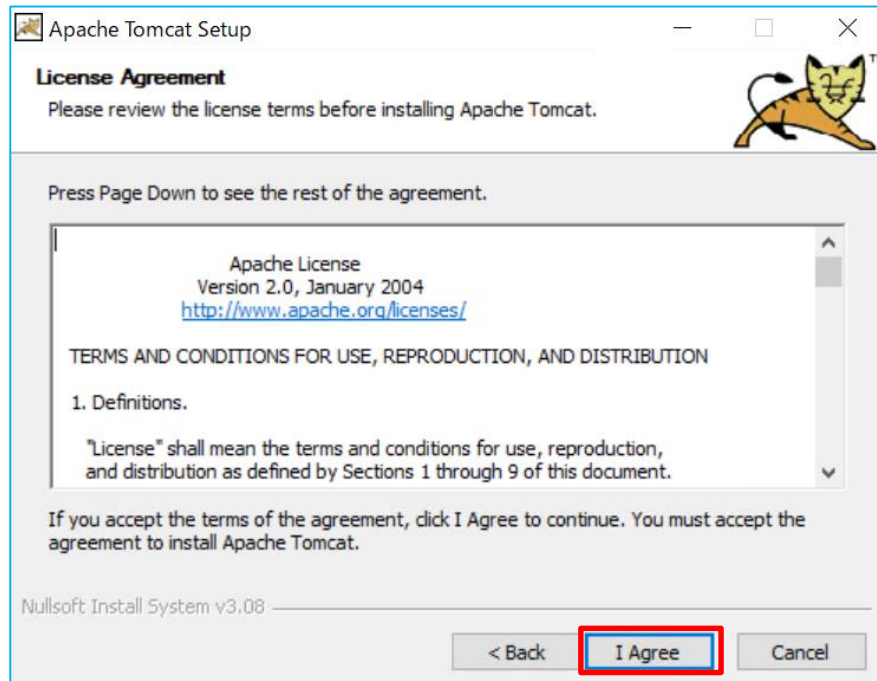 Apache Tomcat Setup
License Agreement
Please review the license terms before installing Apache Tomcat.
Press Page Down to see the rest of the agreement.
Apache License
Version 2.0, January 2004
http://www.apache.org/licenses/
TERMS AND CONDITIONS FOR USE, REPRODUCTION, AND DISTRIBUTION
1. Definitions.
"License" shall mean the terms and conditions for use, reproduction,
and distribution as defined by Sections 1 through 9 of this document.
If you accept the terms of the agreement, click I Agree to continue. You must accept the
agreement to install Apache Tomcat.
Nullsoft Install System v3.08
< Back
I Agree
Cancel